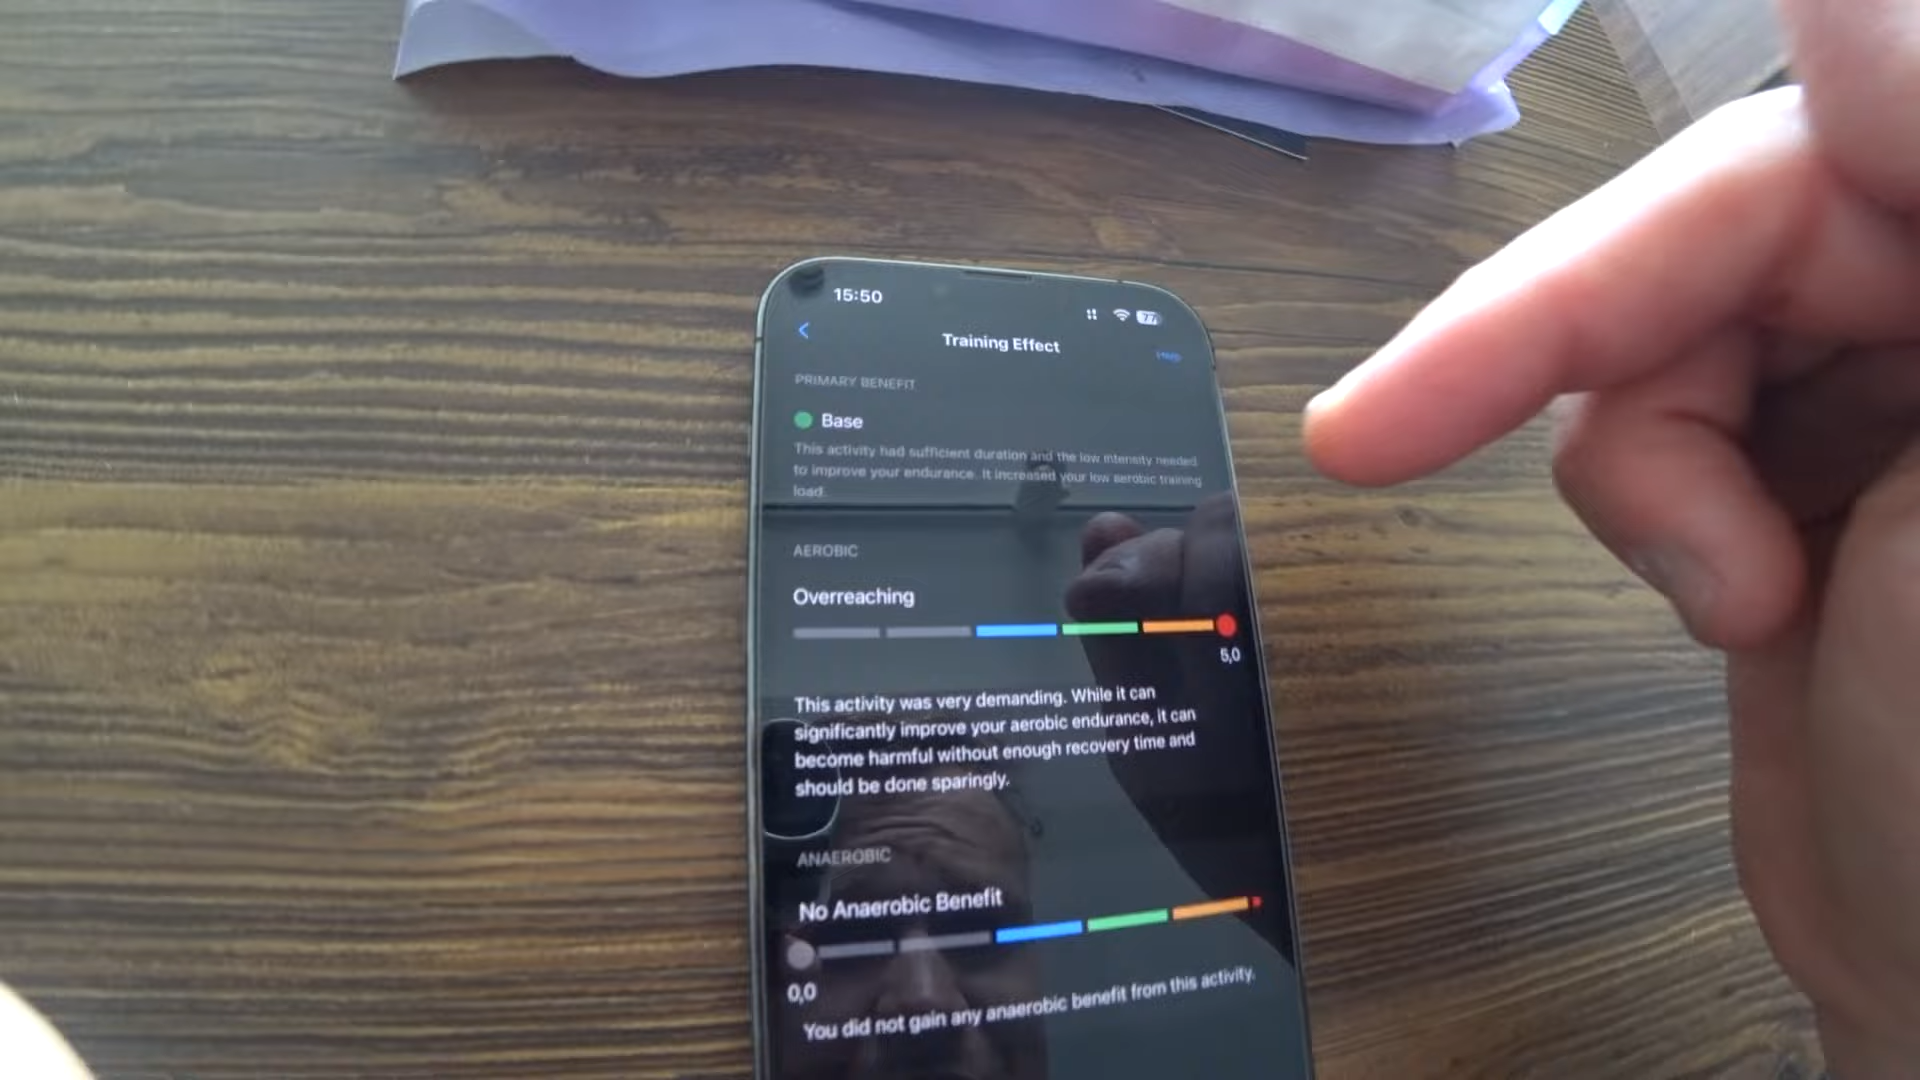 15:50
77
Training Effect
Help
PRIMARY BENEFIT
Base
This activity had sufficient duration and the low intensity needed
to improve your endurance. It increased your low aerobic training
load.
AEROBIC
Overreaching
5,0
This activity was very demanding. While it can
significantly improve your aerobic endurance, it can
become harmful without enough recovery time and
should be done sparingly.
ANAEROBIC
No Anaerobic Benefit
0,0
You did not gain any anaerobic benefit from this activity.